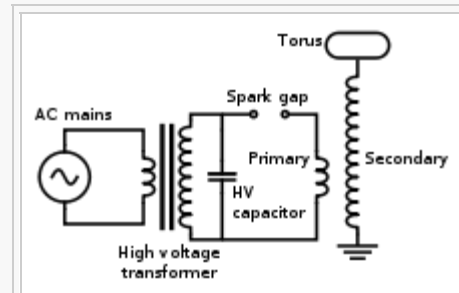 Torus
Spark gap
AC mains
Primary
Secondary
HV
capacitor
High voltage
transformer